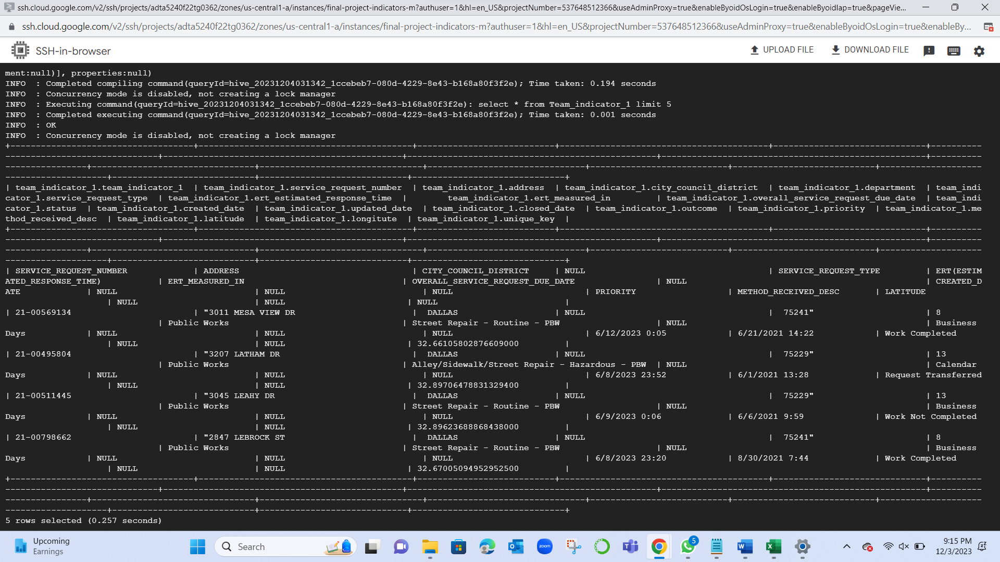 ssh.cloud.google.com/v2/ssh/projects/adta5240f22tg0362/zones/us-central1-a/instances/final-project-indicators-m?authuser=1&hl=en_US&projectNumber=537648512366&useAdminProxy=true&enableByoidOsLogin=true&enableByoidIap=true&pageVie...
ssh.cloud.google.com/v2/ssh/projects/adta5240f22tg0362/zones/us-central1-a/instances/final-project-indicators-m?authuser=1&hl=en_US&projectNumber=537648512366&useAdminProxy=true&enableByoidOsLogin=true&enableBy...
SSH-in-browser UPLOAD FILE DOWNLOAD FILE
ment:null)], properties:null)
INFO : Completed compiling command(queryId=hive_20231204031342_1ccebeb7-080d-4229-8e43-b168a80f3f2e); Time taken: 0.194 seconds
INFO : Concurrency mode is disabled, not creating a lock manager
INFO : Executing command(queryId=hive_20231204031342_1ccebeb7-080d-4229-8e43-b168a80f3f2e): select * from Team_indicator_1 limit 5
INFO : Completed executing command(queryId=hive_20231204031342_1ccebeb7-080d-4229-8e43-b168a80f3f2e); Time taken: 0.001 seconds
INFO : OK
INFO : Concurrency mode is disabled, not creating a lock manager
| team_indicator_1.team_indicator_1 | team_indicator_1.service_request_number | team_indicator_1.address | team_indicator_1.city_council_district | team_indicator_1.department | team_indi
cator_1.service_request_type | team_indicator_1.ert_estimated_response_time | team_indicator_1.ert_measured_in | team_indicator_1.overall_service_request_due_date | team_indi
cator_1.status | team_indicator_1.created_date | team_indicator_1.updated_date | team_indicator_1.closed_date | team_indicator_1.outcome | team_indicator_1.priority | team_indicator_1.me
thod_received_desc | team_indicator_1.latitude | team_indicator_1.longitute | team_indicator_1.unique_key |
| SERVICE_REQUEST_NUMBER | ADDRESS | CITY_COUNCIL_DISTRICT | NULL | SERVICE_REQUEST_TYPE | ERT(ESTIM
ATED_RESPONSE_TIME) | ERT_MEASURED_IN | OVERALL_SERVICE_REQUEST_DUE_DATE | NULL | CREATED_D
ATE | NULL | NULL | NULL | PRIORITY | METHOD_RECEIVED_DESC | LATITUDE
| NULL | NULL | NULL |
| 21-00569134 | "3011 MESA VIEW DR | DALLAS | NULL | 75241" | 8
| Public Works | Street Repair - Routine - PBW | NULL | Business
Days | NULL | NULL | NULL | 6/12/2023 0:05 | 6/21/2021 14:22 | Work Completed
| NULL | NULL | 32.66105802876609000 |
| 21-00495804 | "3207 LATHAM DR | DALLAS | NULL | 75229" | 13
| Public Works | Alley/Sidewalk/Street Repair - Hazardous - PBW | NULL | Calendar
Days | NULL | NULL | NULL | 6/8/2023 23:52 | 6/1/2021 13:28 | Request Transferred
| NULL | NULL | 32.89706478831329400 |
| 21-00511445 | "3045 LEAHY DR | DALLAS | NULL | 75229" | 13
| Public Works | Street Repair - Routine - PBW | NULL | Business
Days | NULL | NULL | NULL | 6/9/2023 0:06 | 6/6/2021 9:59 | Work Not Completed
| NULL | NULL | 32.89623688868438000 |
| 21-00798662 | "2847 LEBROCK ST | DALLAS | NULL | 75241" | 8
| Public Works | Street Repair - Routine - PBW | NULL | Business
Days | NULL | NULL | NULL | 6/8/2023 23:20 | 8/30/2021 7:44 | Work Completed
| NULL | NULL | 32.67005094952952500 |
5 rows selected (0.257 seconds)
Upcoming
Earnings
Search
zoom
5
9:15 PM
12/3/2023